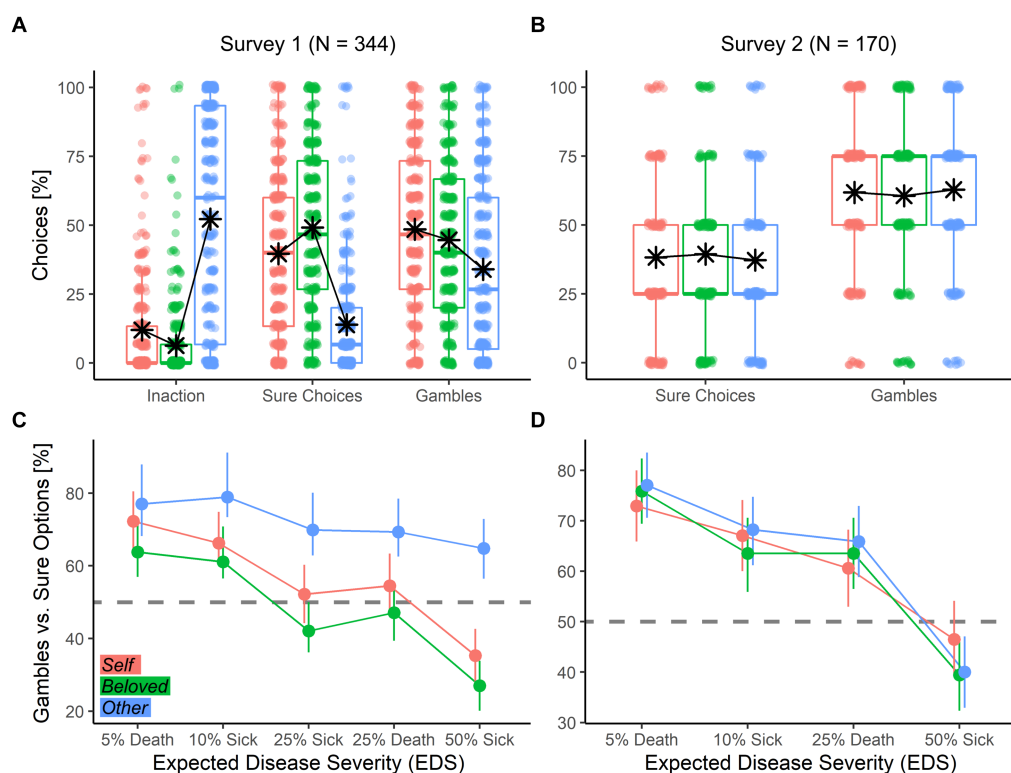 A
Survey 1 (N = 344)
Choices [%]
100
75
50
25
0
Inaction
Sure Choices
Gambles
B
Survey 2 (N = 170)
100
75
50
25
0
Sure Choices
Gambles
C
Gambles vs. Sure Options [%]
80
60
40
20
Self
Beloved
Other
5% Death
10% Sick
25% Sick
25% Death
50% Sick
Expected Disease Severity (EDS)
D
80
70
60
50
40
30
5% Death
10% Sick
25% Death
50% Sick
Expected Disease Severity (EDS)